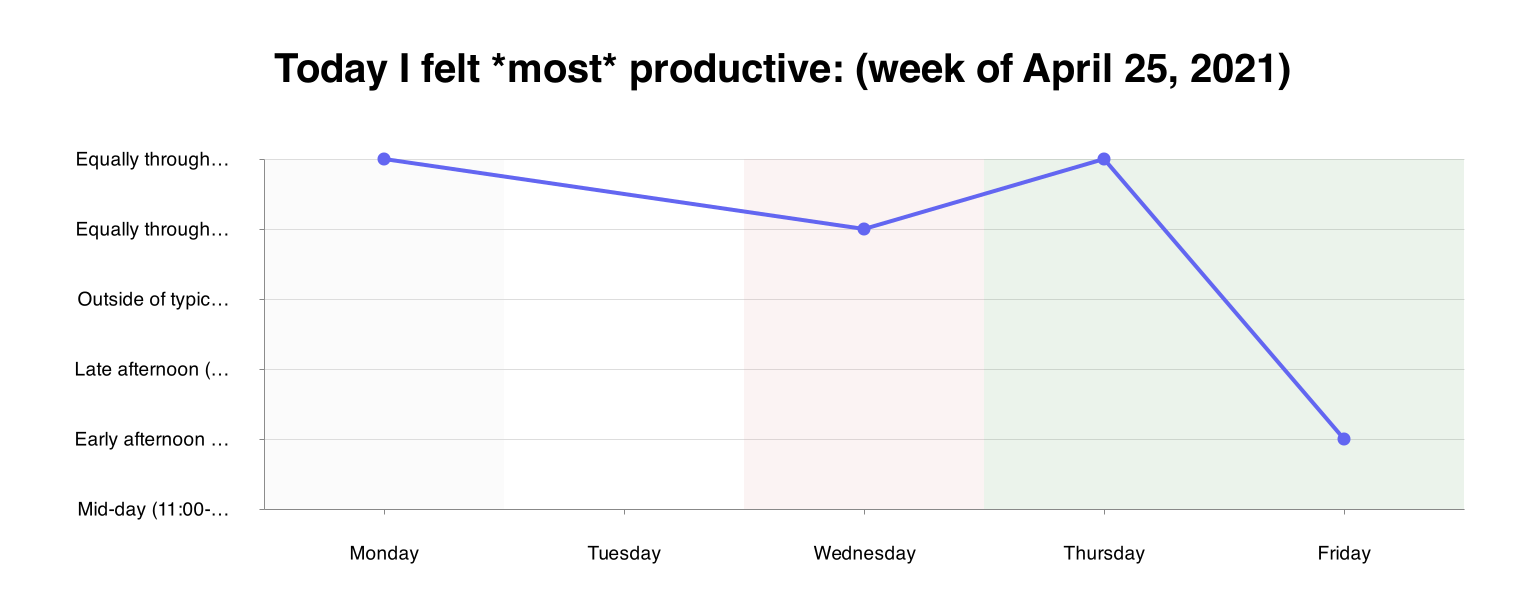 Today I felt *most* productive: (week of April 25, 2021)
Equally through…
Equally through…
Outside of typic…
Late afternoon (…
Early afternoon …
Mid-day (11:00-…
Monday Tuesday Wednesday Thursday Friday